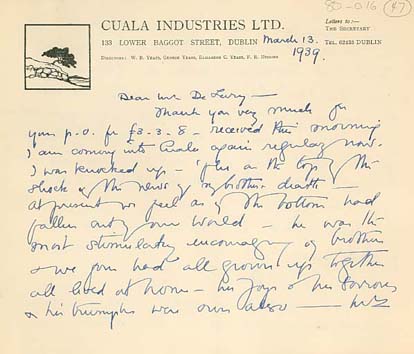 80-016 47
CUALA INDUSTRIES LTD.
133 LOWER BAGGOT STREET, DUBLIN
Letters to:—
THE SECRETARY
TEL. 62325 DUBLIN
DIRECTORS: W. B. YEATS, GEORGE YEATS, ELIZABETH C. YEATS, F. R. HIGGINS
March 13.
1939.
Dear Mr De Lury —
Thank you very much for
your p.o. for £3-3-8 — received this morning
I am coming into Cuala again regularly now.
I was knocked up — 'flu on the top of the
shock of the news of my brother's death —
at present we feel as if the bottom had
fallen out of our world — he was the
most stimulating encouraging of brothers
& we four had all grown up together
all lived at home — his joys & his sorrows
& his triumphs was ours also —